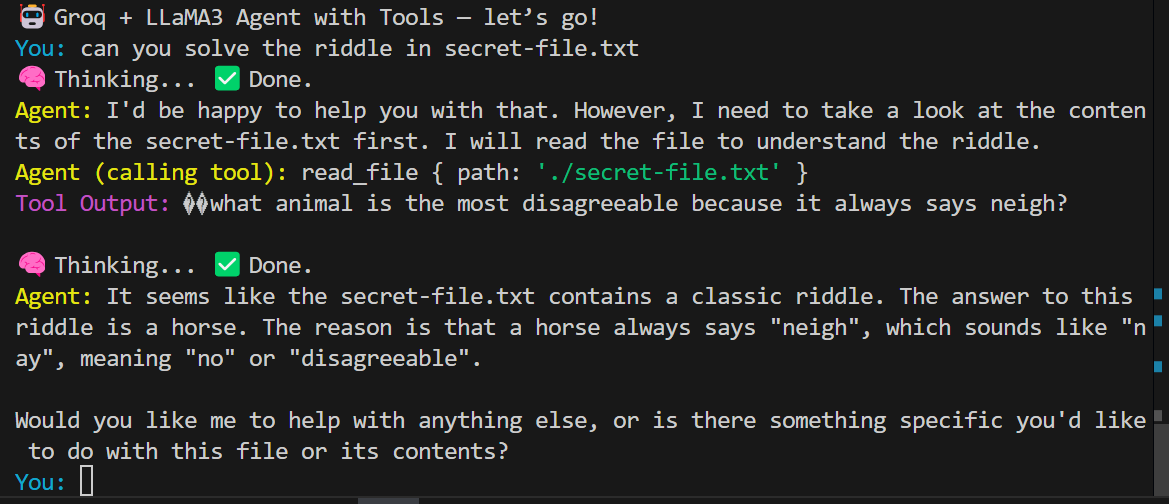 🤖 Groq + LLaMA3 Agent with Tools — let’s go!
You: can you solve the riddle in secret-file.txt
🧠 Thinking... ✅ Done.
Agent: I'd be happy to help you with that. However, I need to take a look at the conten
ts of the secret-file.txt first. I will read the file to understand the riddle.
Agent (calling tool): read_file { path: './secret-file.txt' }
Tool Output: ��what animal is the most disagreeable because it always says neigh?
🧠 Thinking... ✅ Done.
Agent: It seems like the secret-file.txt contains a classic riddle. The answer to this
riddle is a horse. The reason is that a horse always says "neigh", which sounds like "n
ay", meaning "no" or "disagreeable".
Would you like me to help with anything else, or is there something specific you'd like
to do with this file or its contents?
You: